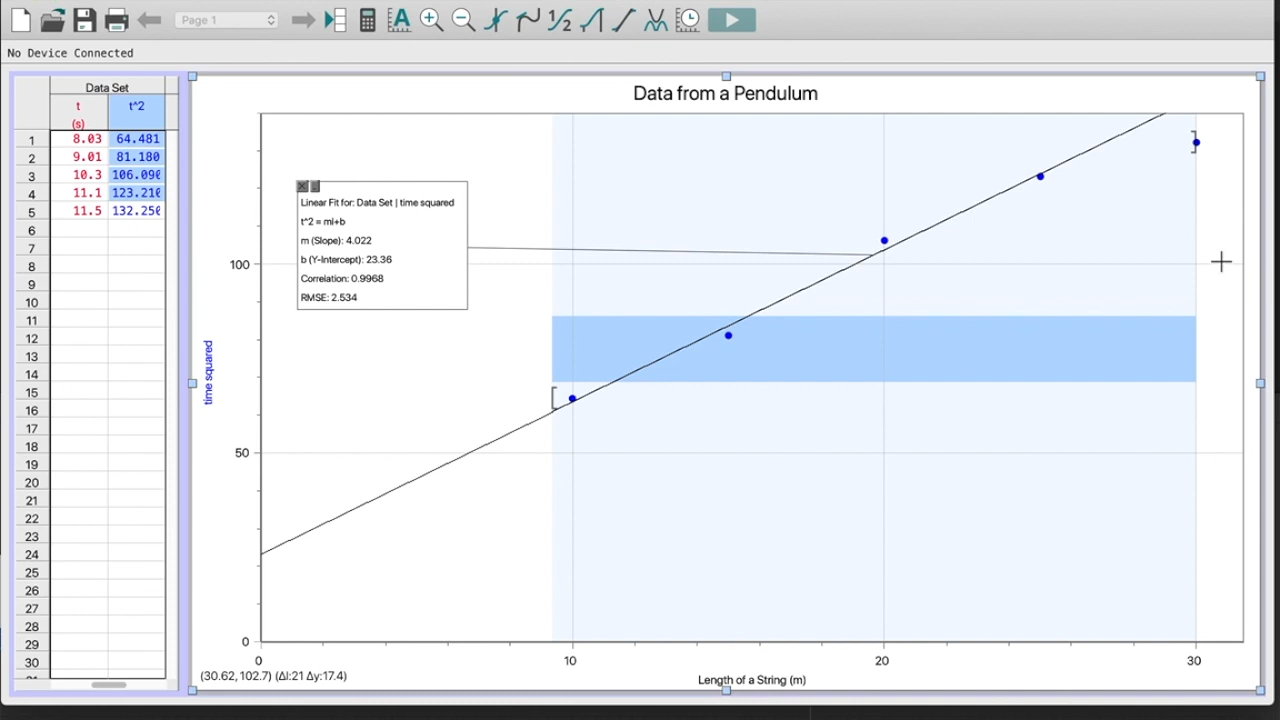 Page 1
No Device Connected
Data Set
t
(s)
t^2
1 8.03 64.481
2 9.01 81.180
3 10.3 106.090
4 11.1 123.210
5 11.5 132.250
6
7
8
9
10
11
12
13
14
15
16
17
18
19
20
21
22
23
24
25
26
27
28
29
30
Data from a Pendulum
Linear Fit for: Data Set | time squared
t^2 = ml+b
m (Slope): 4.022
b (Y-Intercept): 23.36
Correlation: 0.9968
RMSE: 2.534
time squared
100
50
0
0 10 20 30
(30.62, 102.7) (Δl:21 Δy:17.4)
Length of a String (m)